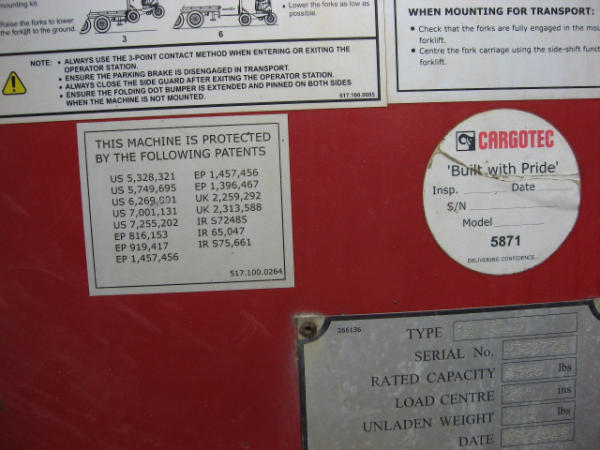 mounting kit.
Raise the forks to lower
the forklift to the ground.
3
6
Lower the forks as low as
possible.
NOTE: • ALWAYS USE THE 3-POINT CONTACT METHOD WHEN ENTERING OR EXITING THE
OPERATOR STATION.
• ENSURE THE PARKING BRAKE IS DISENGAGED IN TRANSPORT.
• ALWAYS CLOSE THE SIDE GUARD AFTER EXITING THE OPERATOR STATION.
• ENSURE THE FOLDING DOT BUMPER IS EXTENDED AND PINNED ON BOTH SIDES
WHEN THE MACHINE IS NOT MOUNTED.
517.100.0085
WHEN MOUNTING FOR TRANSPORT:
• Check that the forks are fully engaged in the mou
forklift.
• Centre the fork carriage using the side-shift funct
forklift.
THIS MACHINE IS PROTECTED
BY THE FOLLOWING PATENTS
US 5,328,321
US 5,749,695
US 6,269,001
US 7,001,131
US 7,255,202
EP 816,153
EP 919,417
EP 1,457,456
EP 1,457,456
EP 1,396,467
UK 2,259,292
UK 2,313,588
IR S72485
IR 65,047
IR S75,661
517.100.0264
CARGOTEC
'Built with Pride'
Insp. Date
S/N
Model
5871
DELIVERING CONFIDENCE
266136
TYPE
SERIAL No.
RATED CAPACITY lbs
LOAD CENTRE ins
UNLADEN WEIGHT lbs
DATE